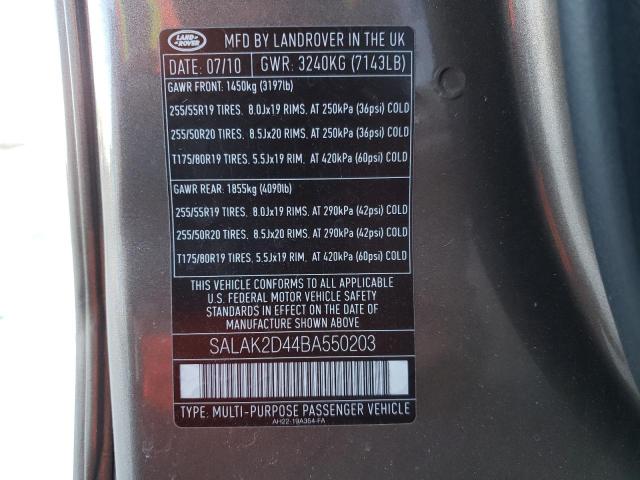 LAND ROVER
MFD BY LANDROVER IN THE UK
DATE: 07/10 GWR: 3240KG (7143LB)
GAWR FRONT: 1450kg (3197lb)
255/55R19 TIRES. 8.0Jx19 RIMS, AT 250kPa (36psi) COLD
255/50R20 TIRES. 8.5Jx20 RIMS, AT 250kPa (36psi) COLD
T175/80R19 TIRES. 5.5Jx19 RIM, AT 420kPa (60psi) COLD
GAWR REAR: 1855kg (4090lb)
255/55R19 TIRES. 8.0Jx19 RIMS, AT 290kPa (42psi) COLD
255/50R20 TIRES. 8.5Jx20 RIMS, AT 290kPa (42psi) COLD
T175/80R19 TIRES. 5.5Jx19 RIM, AT 420kPa (60psi) COLD
THIS VEHICLE CONFORMS TO ALL APPLICABLE
U.S. FEDERAL MOTOR VEHICLE SAFETY
STANDARDS IN EFFECT ON THE DATE OF
MANUFACTURE SHOWN ABOVE.
SALAK2D44BA550203
TYPE: MULTI-PURPOSE PASSENGER VEHICLE
AH22-19A354-FA